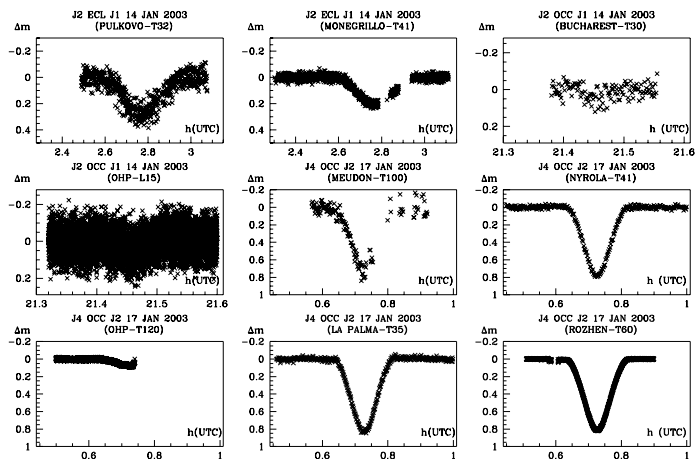 J2 ECL J1 14 JAN 2003
(PULKOVO-T32)
Δm
-0.2
0
0.2
0.4
h(UTC)
2.4 2.6 2.8 3
J2 ECL J1 14 JAN 2003
(MONEGRILLO-T41)
Δm
-0.2
0
0.2
0.4
h(UTC)
2.4 2.6 2.8 3
J2 OCC J1 14 JAN 2003
(BUCHAREST-T30)
Δm
-0.2
0
0.2
h (UTC)
21.3 21.4 21.5 21.6
J2 OCC J1 14 JAN 2003
(OHP-L15)
Δm
-0.2
0
0.2
h(UTC)
21.3 21.4 21.5 21.6
J4 OCC J2 17 JAN 2003
(MEUDON-T100)
Δm
-0.2
0
0.2
0.4
0.6
0.8
1
h (UTC)
0.6 0.8 1
J4 OCC J2 17 JAN 2003
(NYROLA-T41)
Δm
-0.2
0
0.2
0.4
0.6
0.8
1
h (UTC)
0.6 0.8 1
J4 OCC J2 17 JAN 2003
(OHP-T120)
Δm
-0.2
0
0.2
0.4
0.6
0.8
1
h(UTC)
0.6 0.8 1
J4 OCC J2 17 JAN 2003
(LA PALMA-T35)
Δm
-0.2
0
0.2
0.4
0.6
0.8
1
h(UTC)
0.6 0.8 1
J4 OCC J2 17 JAN 2003
(ROZHEN-T60)
Δm
-0.2
0
0.2
0.4
0.6
0.8
1
h (UTC)
0.6 0.8 1